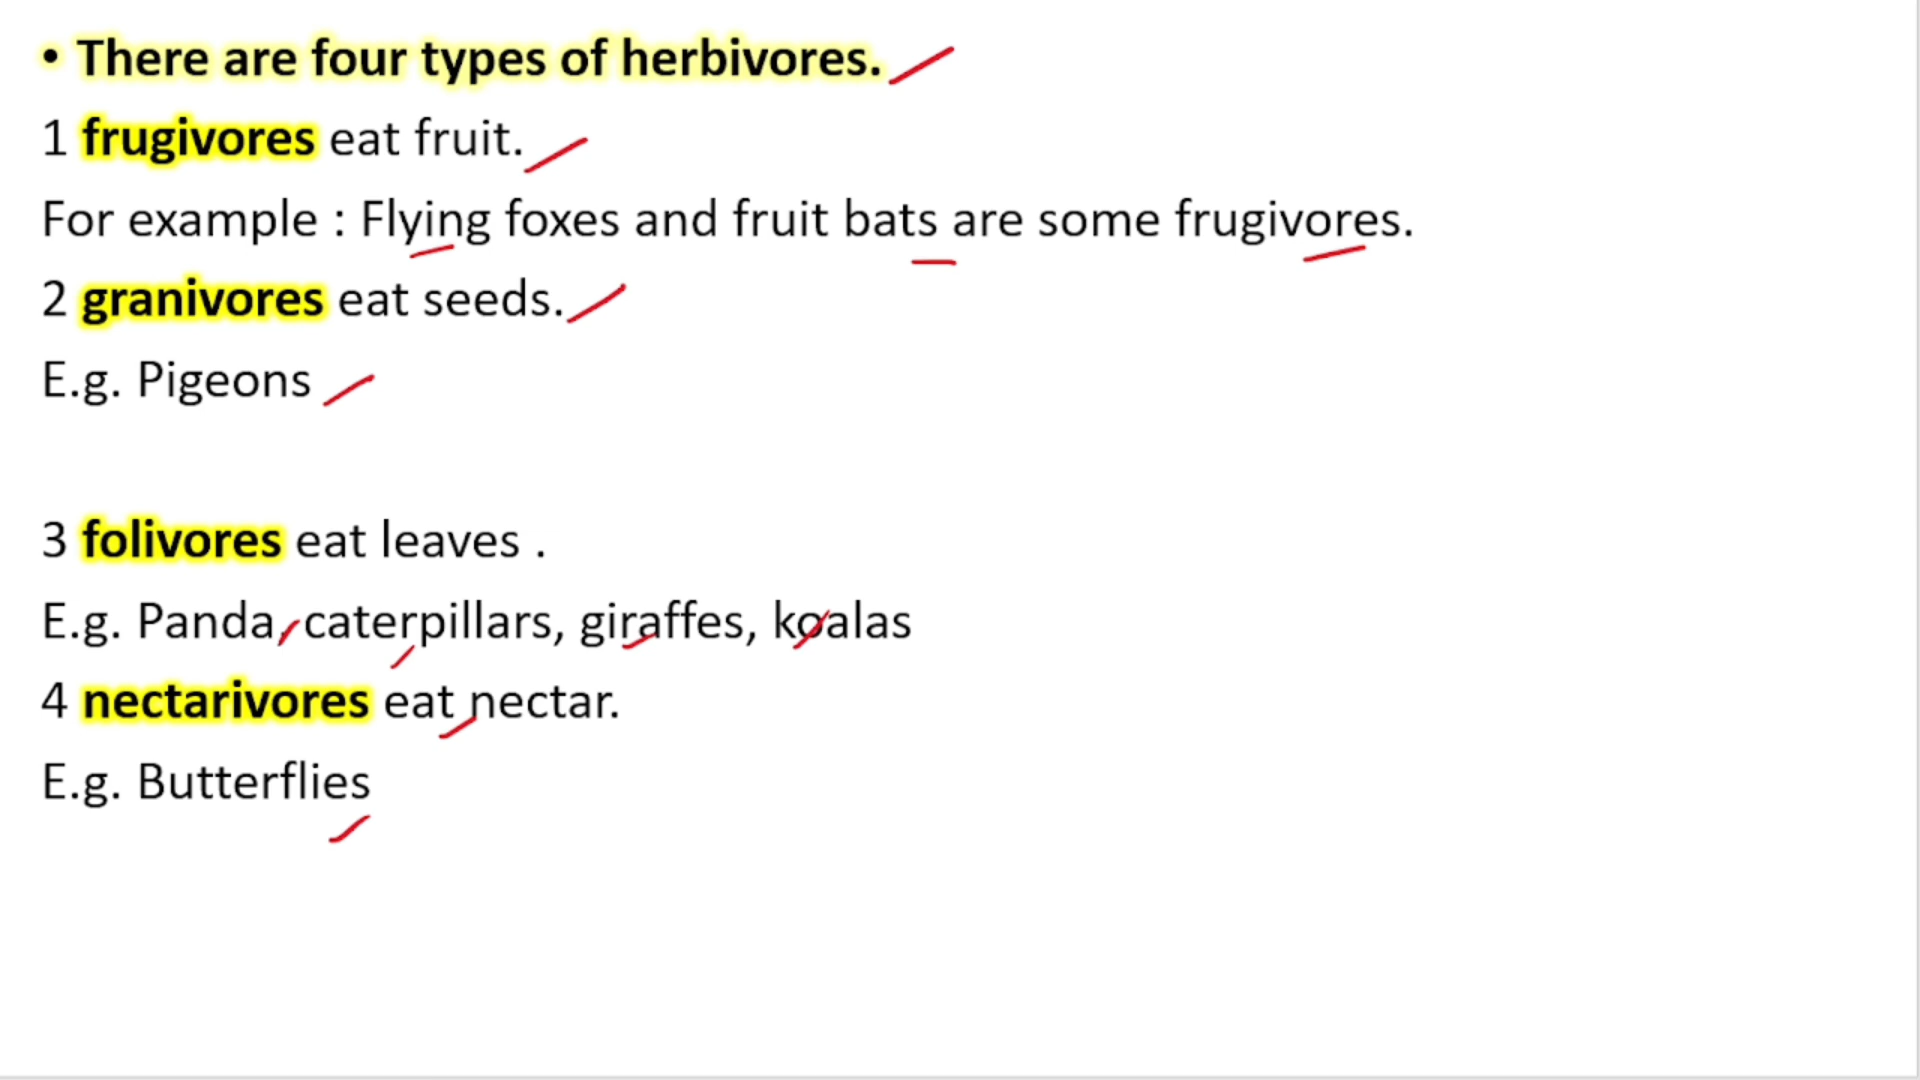 • There are four types of herbivores.
1 frugivores eat fruit.
For example : Flying foxes and fruit bats are some frugivores.
2 granivores eat seeds.
E.g. Pigeons
3 folivores eat leaves .
E.g. Panda, caterpillars, giraffes, koalas
4 nectarivores eat nectar.
E.g. Butterflies